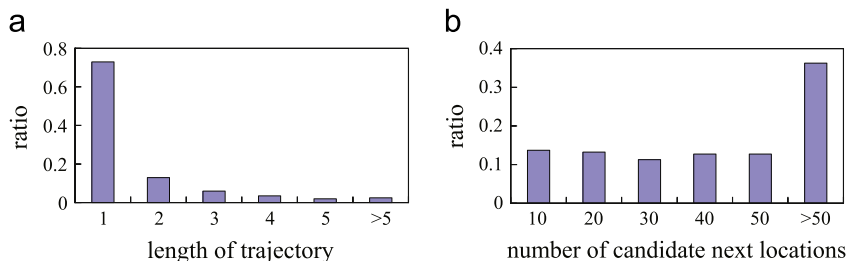 a
0.8
0.6
0.4
0.2
0
ratio
1 2 3 4 5 >5
length of trajectory
b
0.4
0.3
0.2
0.1
0
ratio
10 20 30 40 50 >50
number of candidate next locations